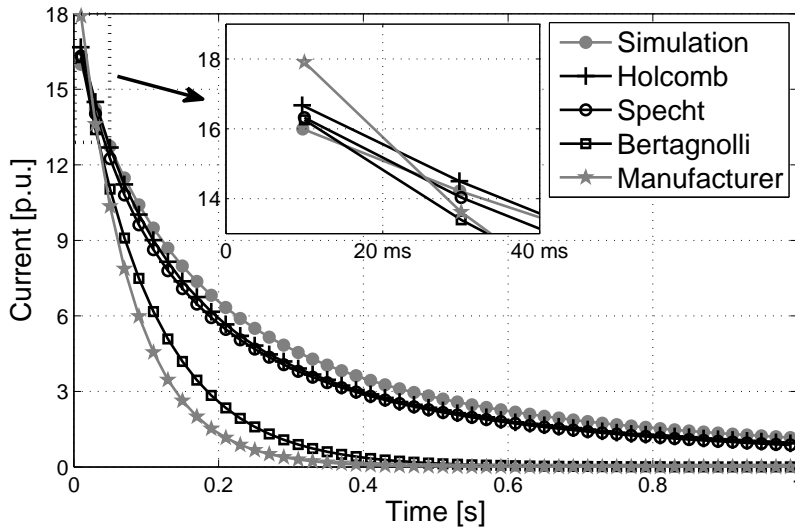 18
15
12
9
6
3
0
Current [p.u.]
0
0.2
0.4
0.6
0.8
1
Time [s]
16
18
14
0
20 ms
40 ms
Simulation
Holcomb
Specht
Bertagnolli
Manufacturer